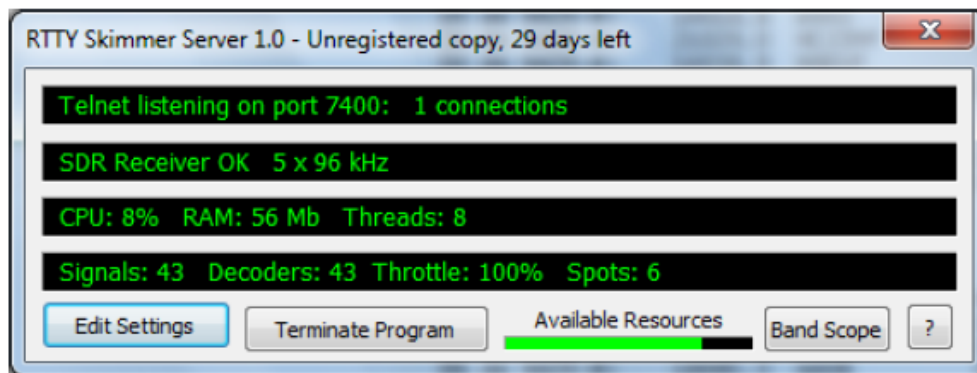 RTTY Skimmer Server 1.0 - Unregistered copy, 29 days left
Telnet listening on port 7400: 1 connections
SDR Receiver OK 5 x 96 kHz
CPU: 8% RAM: 56 Mb Threads: 8
Signals: 43 Decoders: 43 Throttle: 100% Spots: 6
Edit Settings Terminate Program Available Resources Band Scope ?